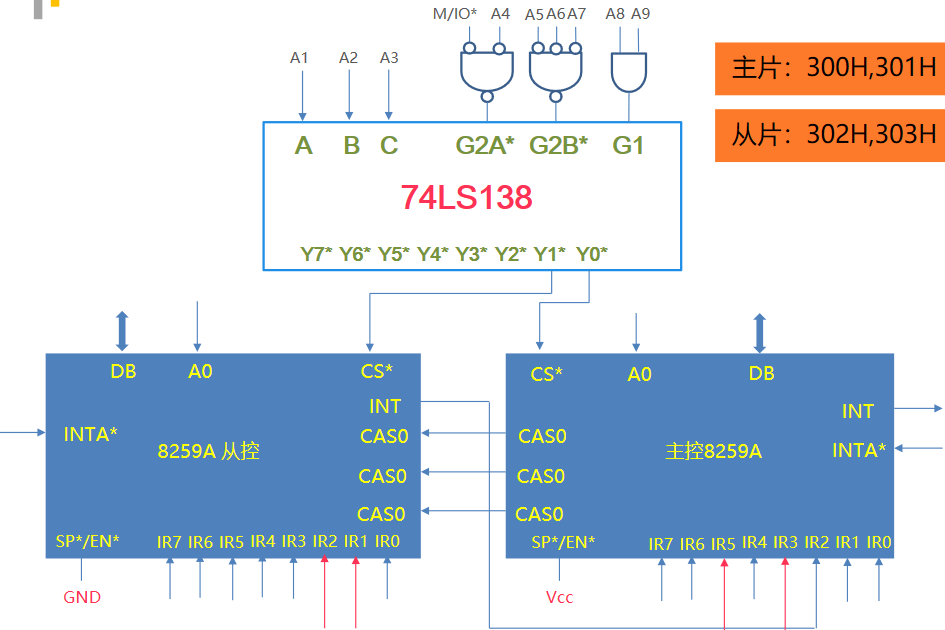 M/IO* A4 A5 A6 A7 A8 A9
A1 A2 A3
主片：300H,301H
从片：302H,303H
A B C G2A* G2B* G1
74LS138
Y7* Y6* Y5* Y4* Y3* Y2* Y1* Y0*
DB A0 CS*
INT
INTA*
CAS0
8259A 从控
CAS0
CAS0
SP*/EN* IR7 IR6 IR5 IR4 IR3 IR2 IR1 IR0
GND
CS* A0 DB
INT
CAS0
主控8259A
INTA*
CAS0
CAS0
SP*/EN* IR7 IR6 IR5 IR4 IR3 IR2 IR1 IR0
Vcc